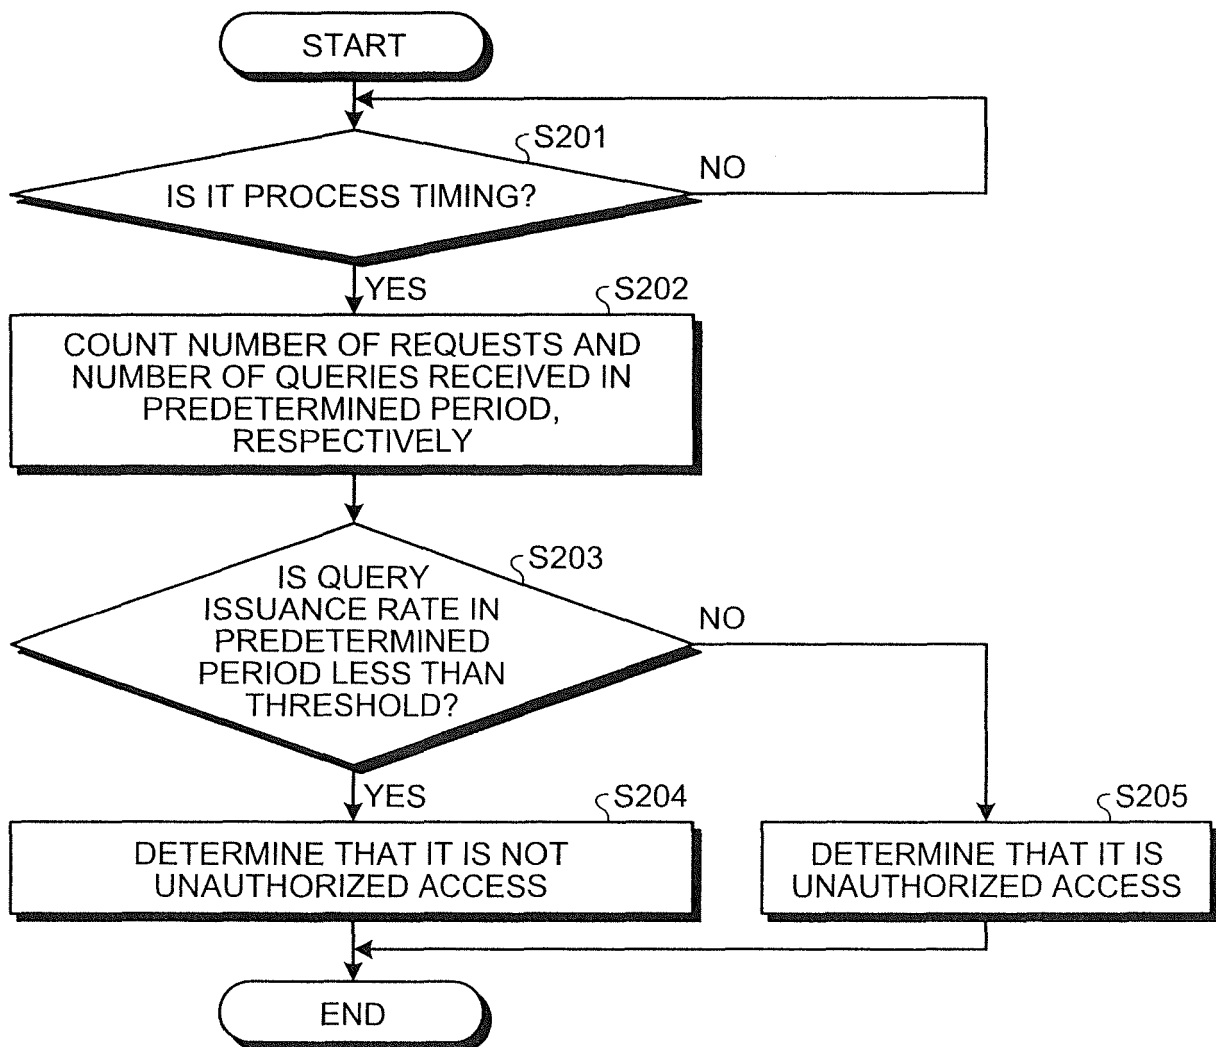 START
S201
IS IT PROCESS TIMING?
NO
YES
S202
COUNT NUMBER OF REQUESTS AND
NUMBER OF QUERIES RECEIVED IN
PREDETERMINED PERIOD,
RESPECTIVELY
S203
IS QUERY
ISSUANCE RATE IN
PREDETERMINED
PERIOD LESS THAN
THRESHOLD?
NO
YES
S204
DETERMINE THAT IT IS NOT
UNAUTHORIZED ACCESS
S205
DETERMINE THAT IT IS
UNAUTHORIZED ACCESS
END